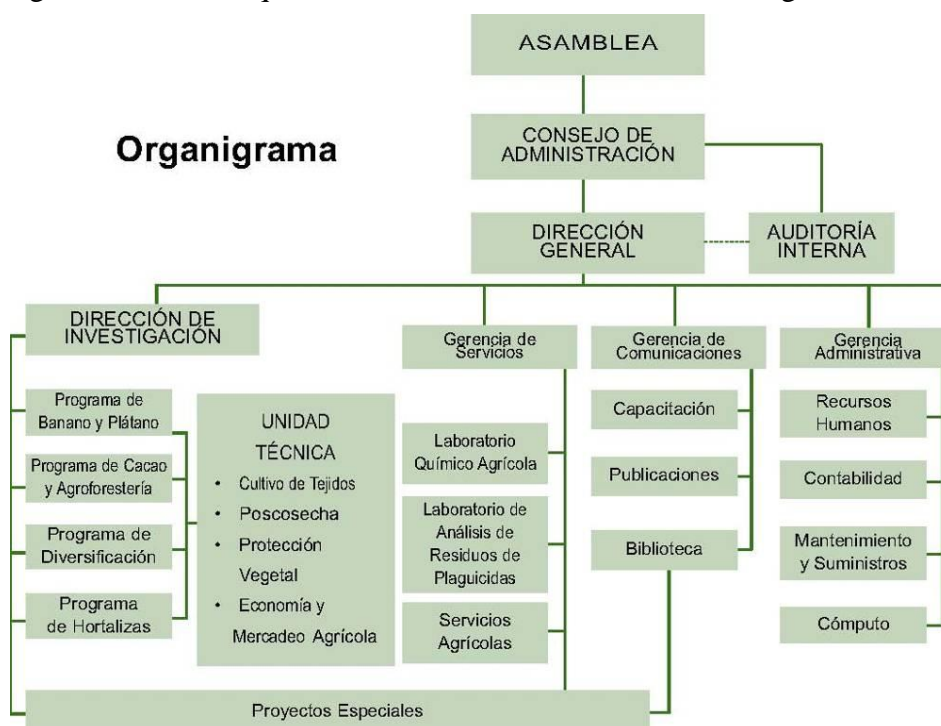 ASAMBLEA
Organigrama
CONSEJO DE
ADMINISTRACIÓN
DIRECCIÓN
GENERAL
AUDITORÍA
INTERNA
DIRECCIÓN DE
INVESTIGACIÓN
Gerencia de
Servicios
Gerencia de
Comunicaciones
Gerencia
Administrativa
Programa de
Banano y Plátano
Programa de Cacao
y Agroforestería
Programa de
Diversificación
Programa
de Hortalizas
UNIDAD
TÉCNICA
• Cultivo de Tejidos
• Poscosecha
• Protección
Vegetal
• Economía y
Mercadeo Agrícola
Laboratorio
Químico Agrícola
Laboratorio de
Análisis de
Residuos de
Plaguicidas
Servicios
Agrícolas
Capacitación
Publicaciones
Biblioteca
Recursos
Humanos
Contabilidad
Mantenimiento
y Suministros
Cómputo
Proyectos Especiales